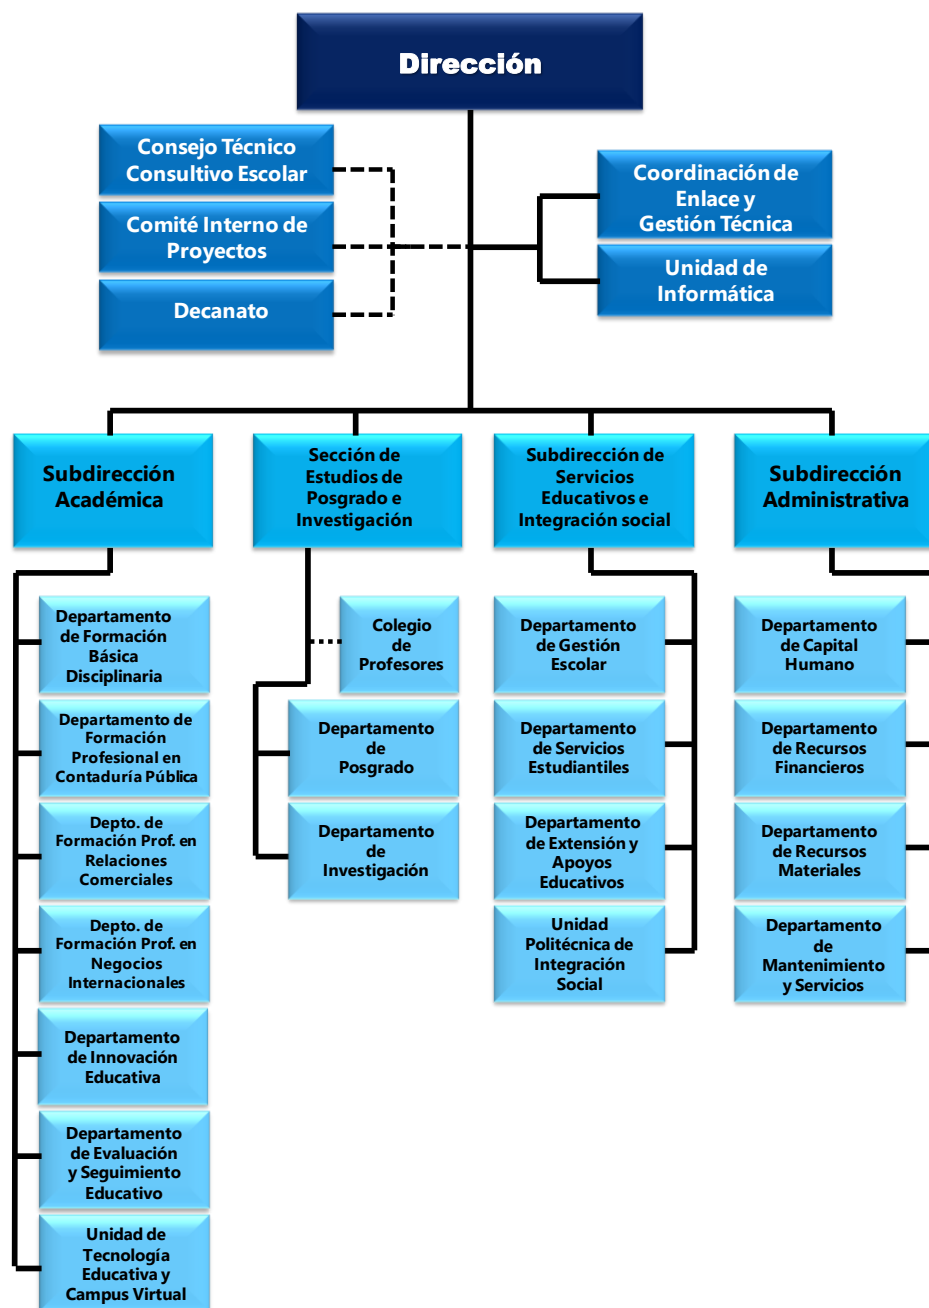 Dirección
Consejo Técnico
Consultivo Escolar
Comité Interno de
Proyectos
Decanato
Coordinación de
Enlace y
Gestión Técnica
Unidad de
Informática
Subdirección
Académica
Sección de
Estudios de
Posgrado e
Investigación
Subdirección de
Servicios
Educativos e
Integración social
Subdirección
Administrativa
Departamento
de Formación
Básica
Disciplinaria
Departamento de
Formación
Profesional en
Contaduría Pública
Depto. de
Formación Prof. en
Relaciones
Comerciales
Depto. de
Formación Prof. en
Negocios
Internacionales
Departamento
de Innovación
Educativa
Departamento
de Evaluación
y Seguimiento
Educativo
Unidad de
Tecnología
Educativa y
Campus Virtual
Colegio
de
Profesores
Departamento
de
Posgrado
Departamento
de
Investigación
Departamento
de Gestión
Escolar
Departamento
de Servicios
Estudiantiles
Departamento
de Extensión y
Apoyos
Educativos
Unidad
Politécnica de
Integración
Social
Departamento
de Capital
Humano
Departamento
de Recursos
Financieros
Departamento
de Recursos
Materiales
Departamento
de
Mantenimiento
y Servicios